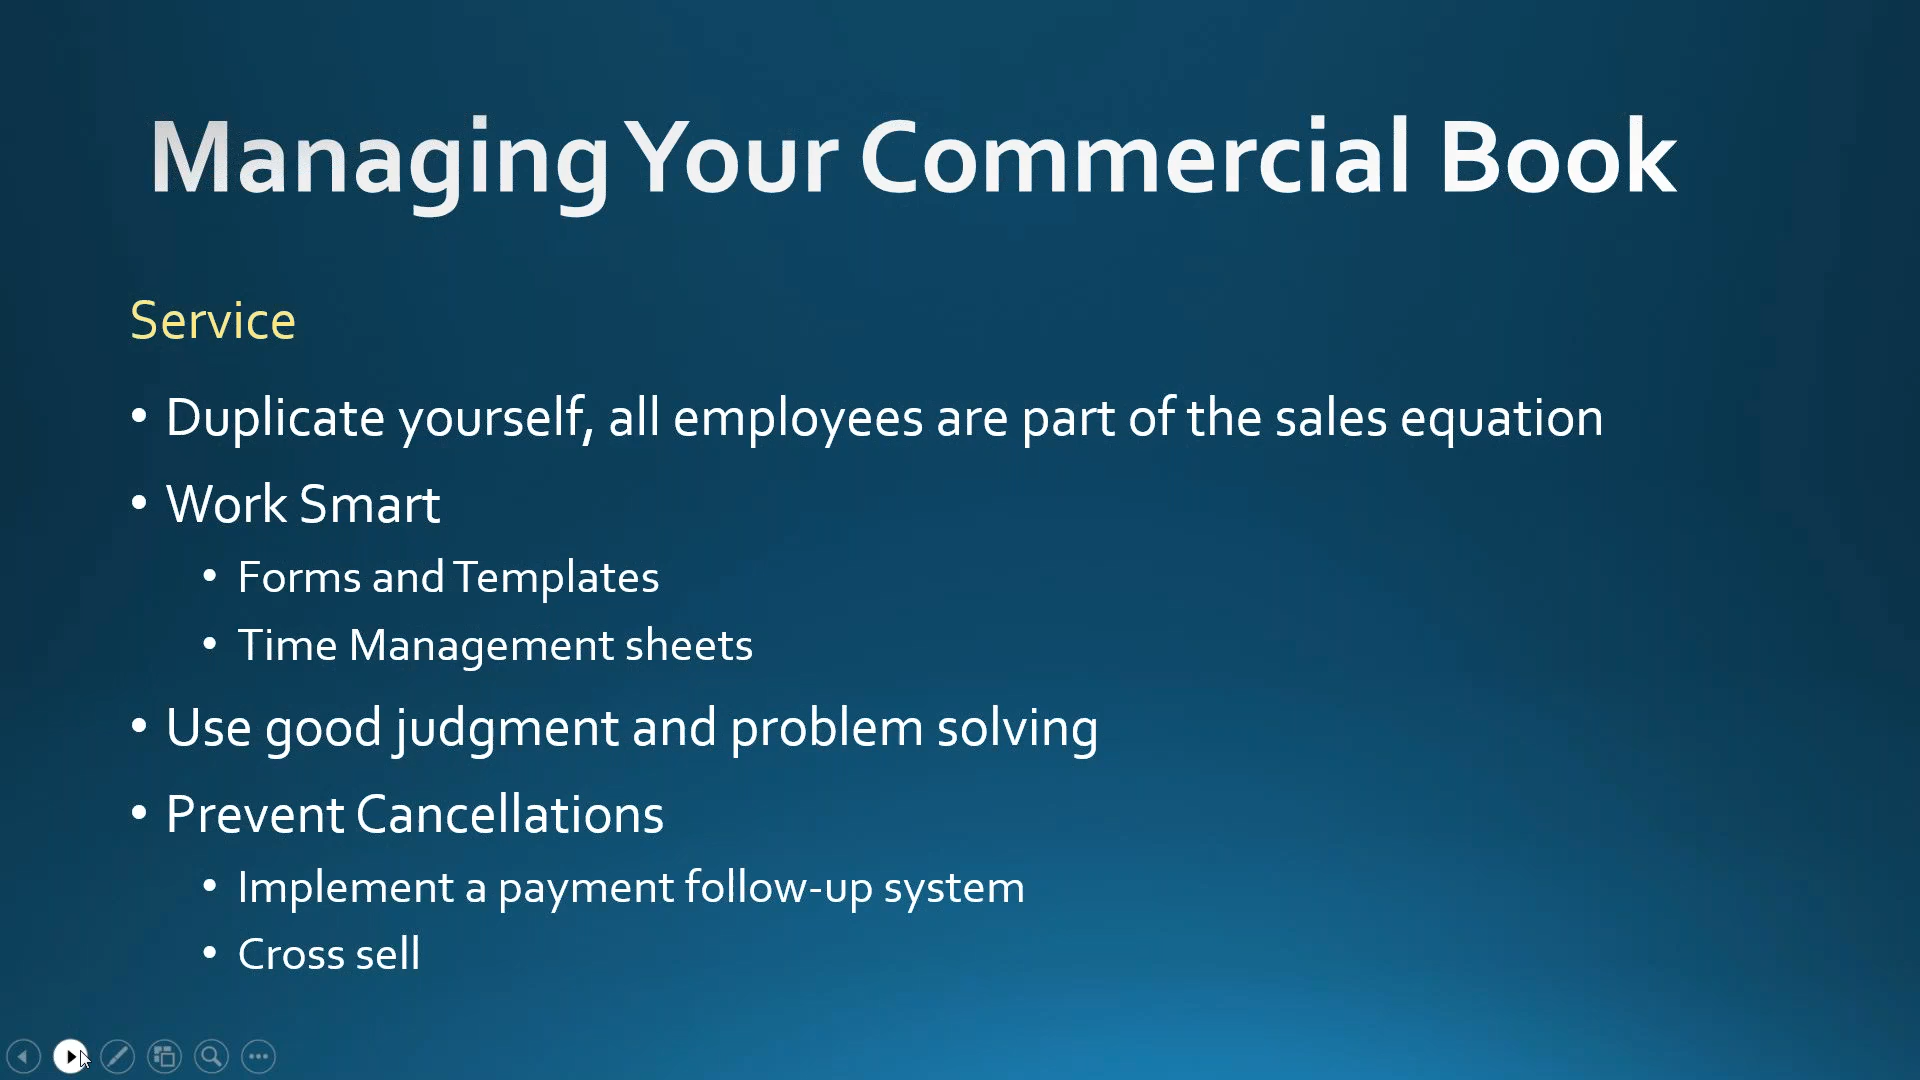 Managing Your Commercial Book
Service
• Duplicate yourself, all employees are part of the sales equation
• Work Smart
• Forms and Templates
• Time Management sheets
• Use good judgment and problem solving
• Prevent Cancellations
• Implement a payment follow-up system
• Cross sell